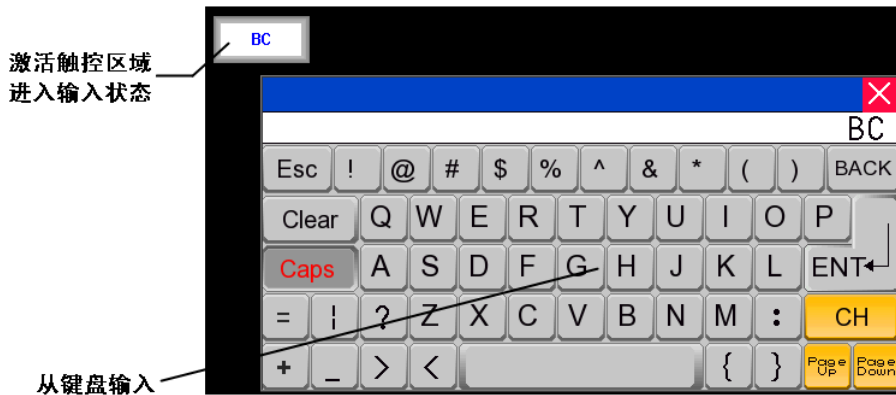 BC
激活触控区域
进入输入状态
BC
Esc ! @ # $ % ^ & * ( ) BACK
Clear Q W E R T Y U I O P
Caps A S D F G H J K L ENT
= ¦ ? Z X C V B N M : CH
+ _ > < { } Page Up Page Down
从键盘输入